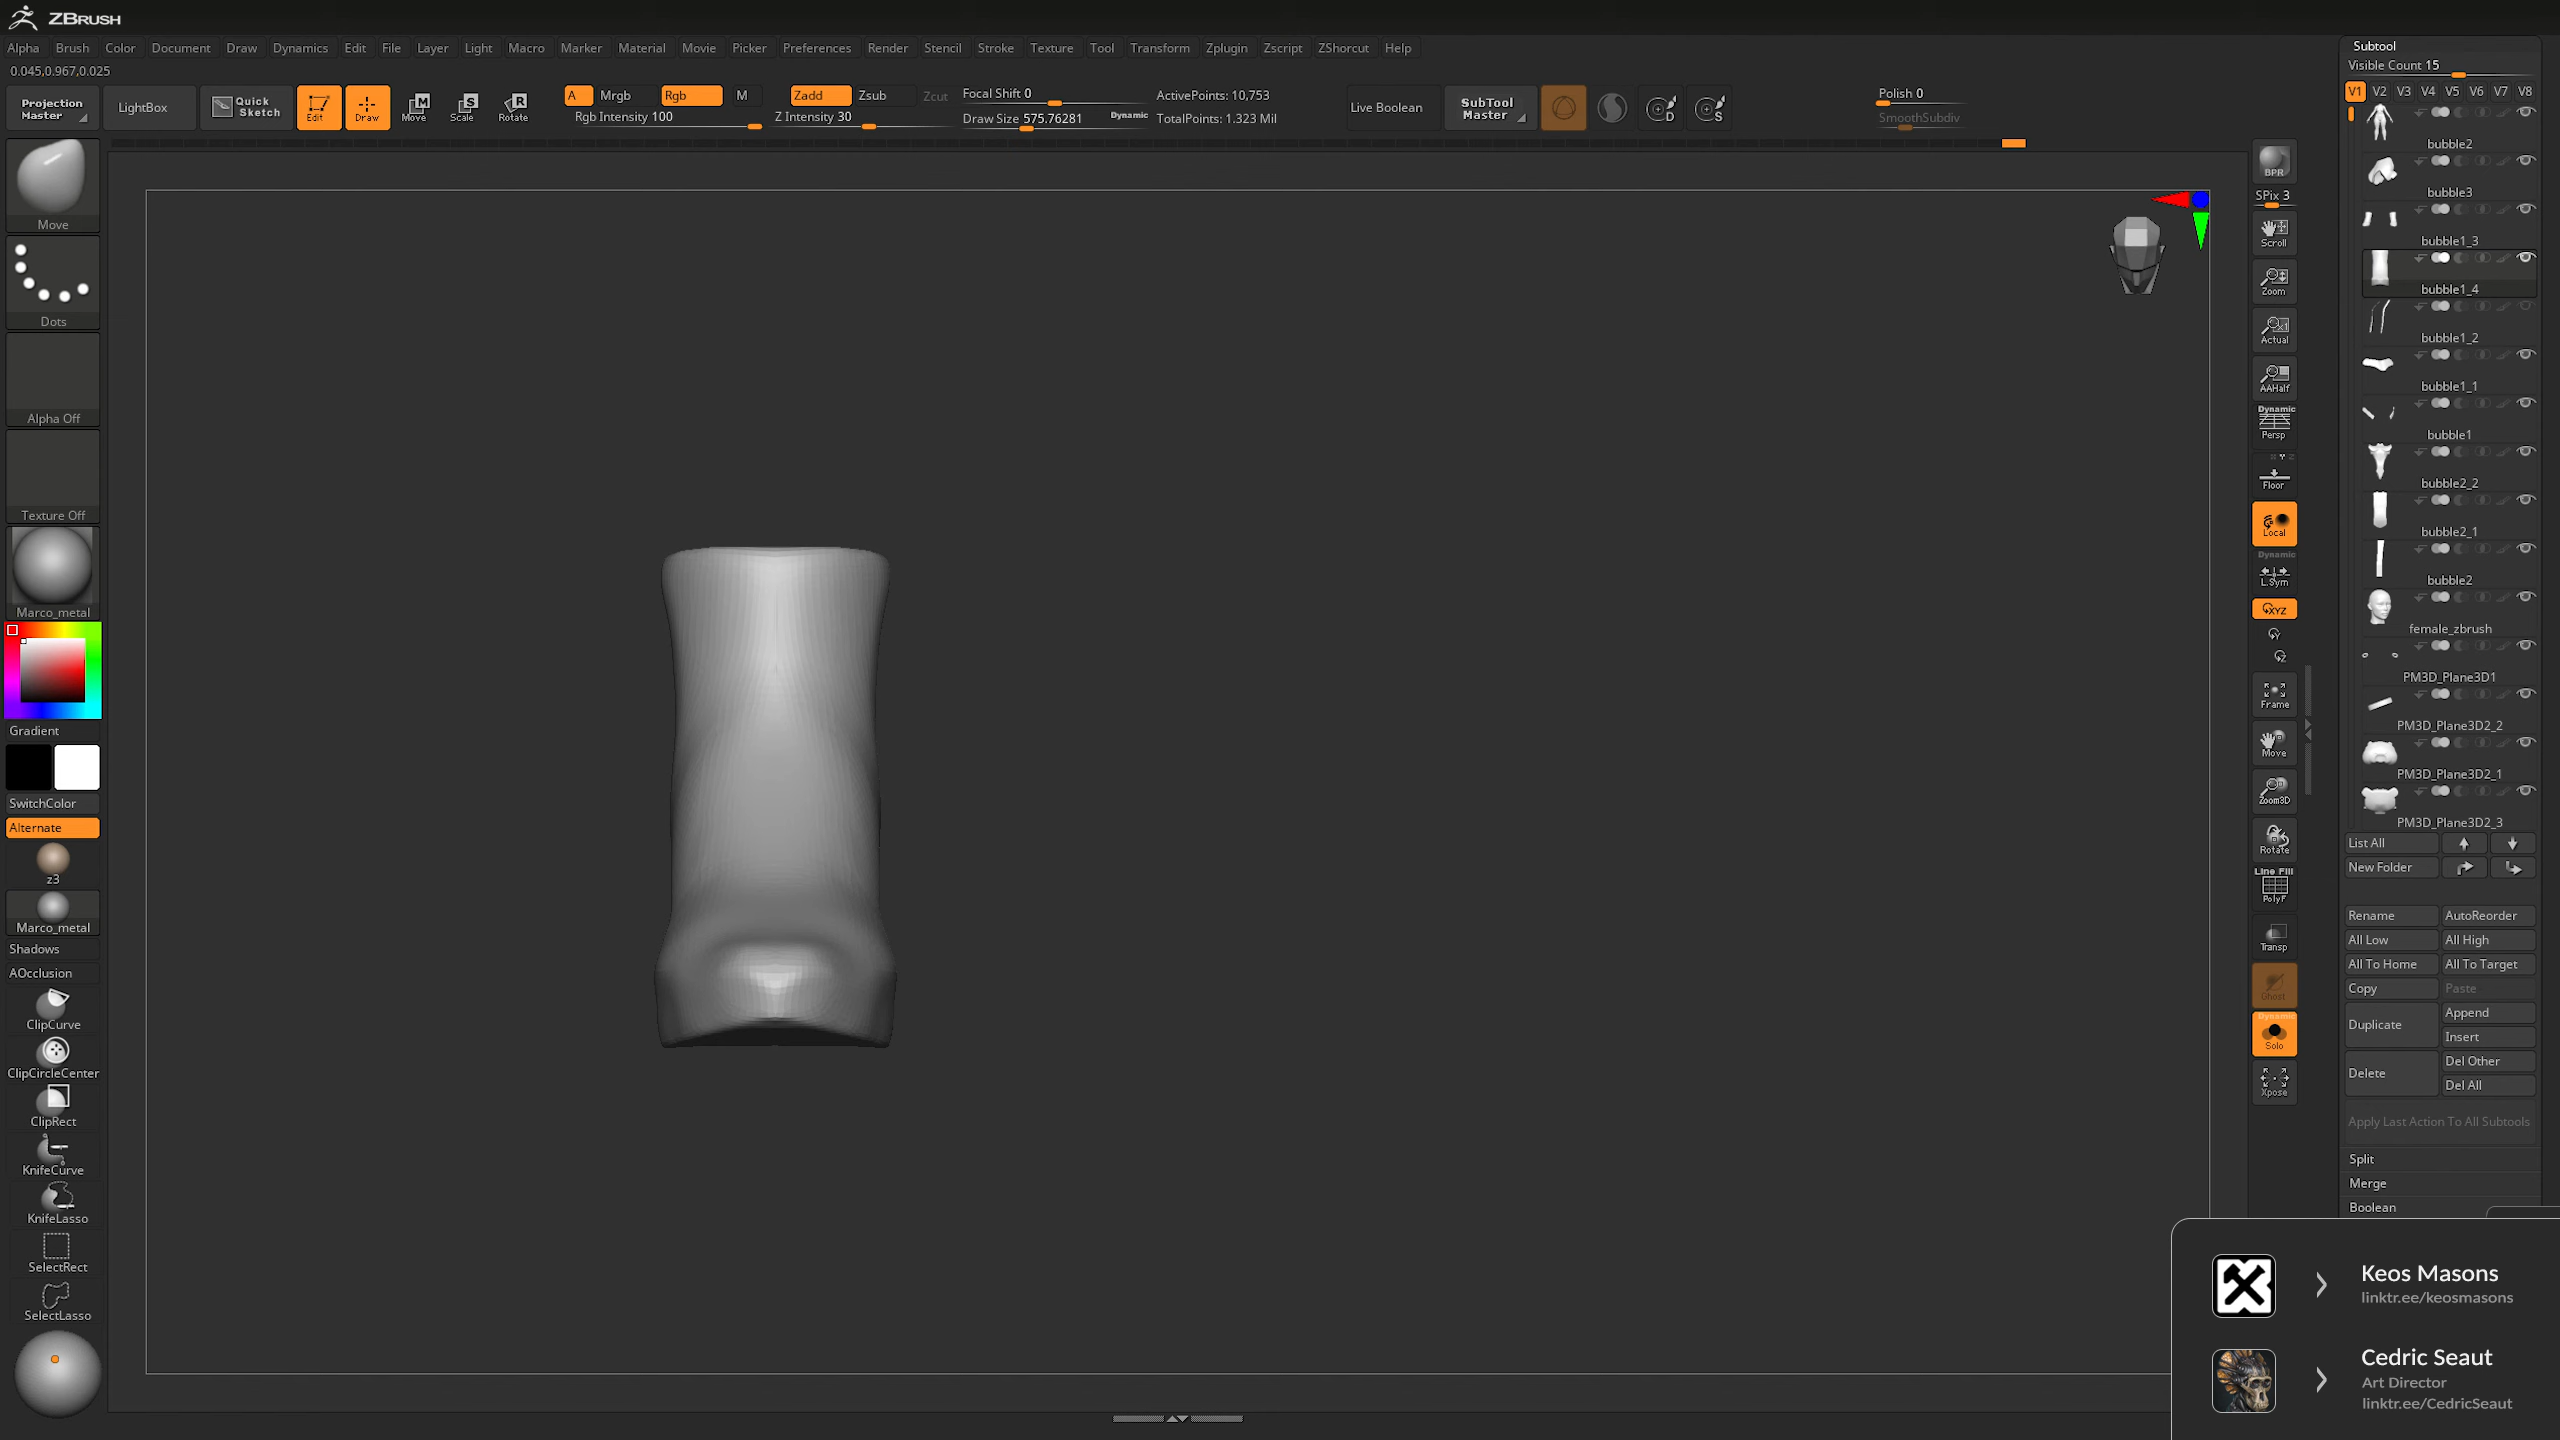 ZBRUSH
Alpha Brush Color Document Draw Dynamics Edit File Layer Light Macro Marker Material Movie Picker Preferences Render Stencil Stroke Texture Tool Transform Zplugin Zscript ZShorcut Help
0.045,0.967,0.025
Projection Master
LightBox
Quick Sketch
Edit
Draw
Move
Scale
Rotate
A Mrgb Rgb M
Rgb Intensity 100
Zadd Zsub Zcut
Z Intensity 30
Focal Shift 0
Draw Size 575.76281
Dynamic
ActivePoints: 10,753
TotalPoints: 1.323 Mil
Live Boolean
SubTool Master
D
S
Polish 0
SmoothSubdiv
Move
Dots
Alpha Off
Texture Off
Marco_metal
Gradient
SwitchColor
Alternate
z3
Marco_metal
Shadows
AOcclusion
ClipCurve
ClipCircleCenter
ClipRect
KnifeCurve
KnifeLasso
SelectRect
SelectLasso
BPR
SPix 3
Scroll
Zoom
Actual
AAHalf
Dynamic
Persp
Floor
Local
Dynamic
L.Sym
XYZ
Y
Z
Frame
Move
Zoom3D
Rotate
Line Fill
PolyF
Transp
Ghost
Dynamic
Solo
Xpose
Subtool
Visible Count 15
V1 V2 V3 V4 V5 V6 V7 V8
bubble2
bubble3
bubble1_3
bubble1_4
bubble1_2
bubble1_1
bubble1
bubble2_2
bubble2_1
bubble2
female_zbrush
PM3D_Plane3D1
PM3D_Plane3D2_2
PM3D_Plane3D2_1
PM3D_Plane3D2_3
List All
New Folder
Rename AutoReorder
All Low All High
All To Home All To Target
Copy Paste
Duplicate Append
Insert
Delete Del Other
Del All
Apply Last Action To All Subtools
Split
Merge
Boolean
Keos Masons
linktr.ee/keosmasons
Cedric Seaut
Art Director
linktr.ee/CedricSeaut